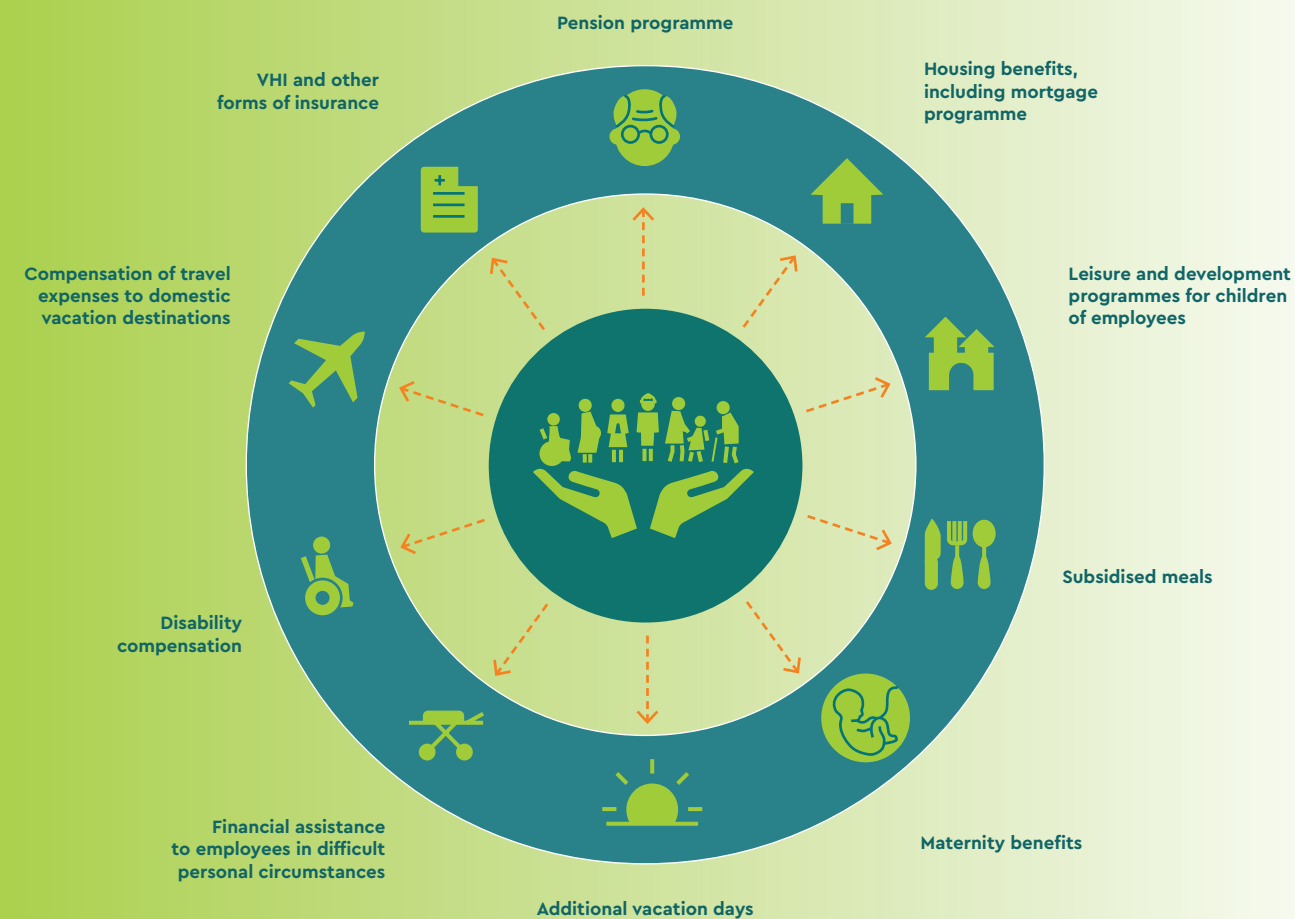 Pension programme
Housing benefits,
including mortgage
programme
Leisure and development
programmes for children
of employees
Subsidised meals
Maternity benefits
Additional vacation days
Financial assistance
to employees in difficult
personal circumstances
Disability
compensation
Compensation of travel
expenses to domestic
vacation destinations
VHI and other
forms of insurance